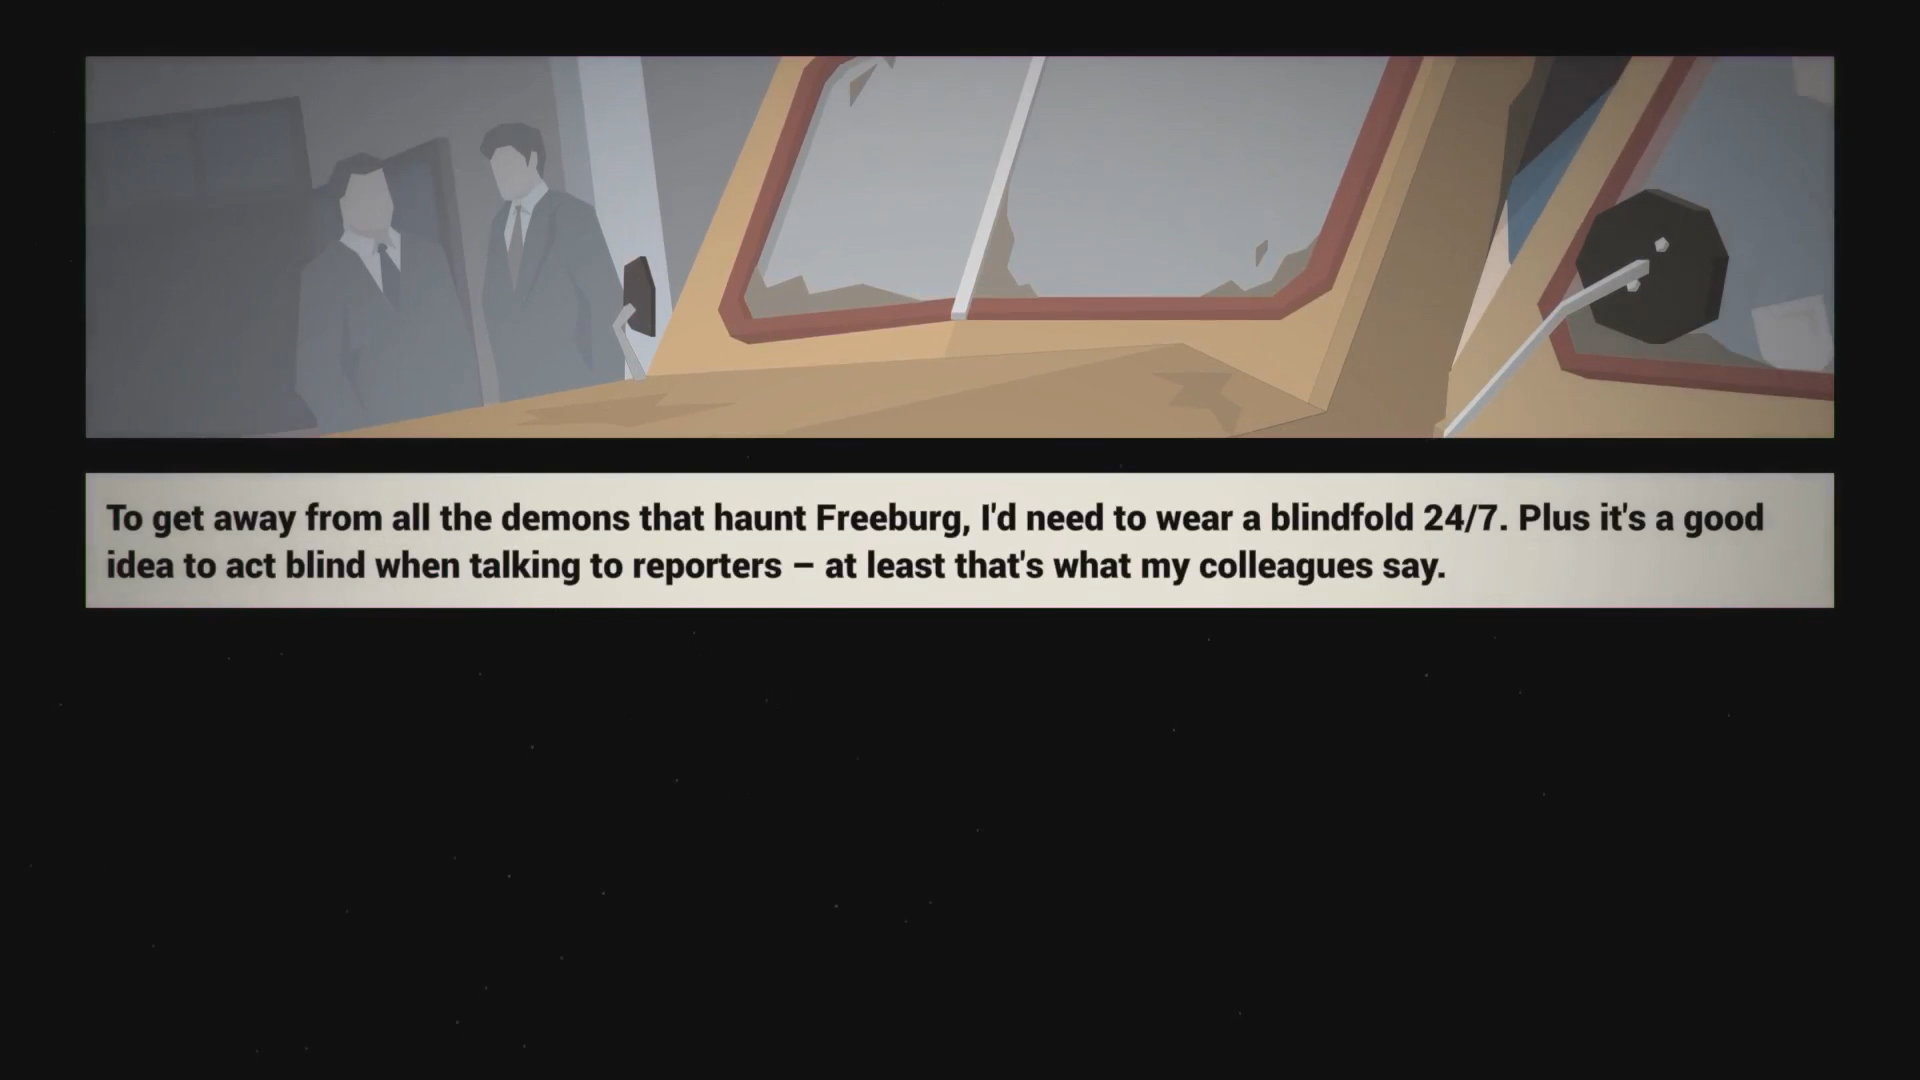 To get away from all the demons that haunt Freeburg, I'd need to wear a blindfold 24/7. Plus it's a good
idea to act blind when talking to reporters – at least that's what my colleagues say.